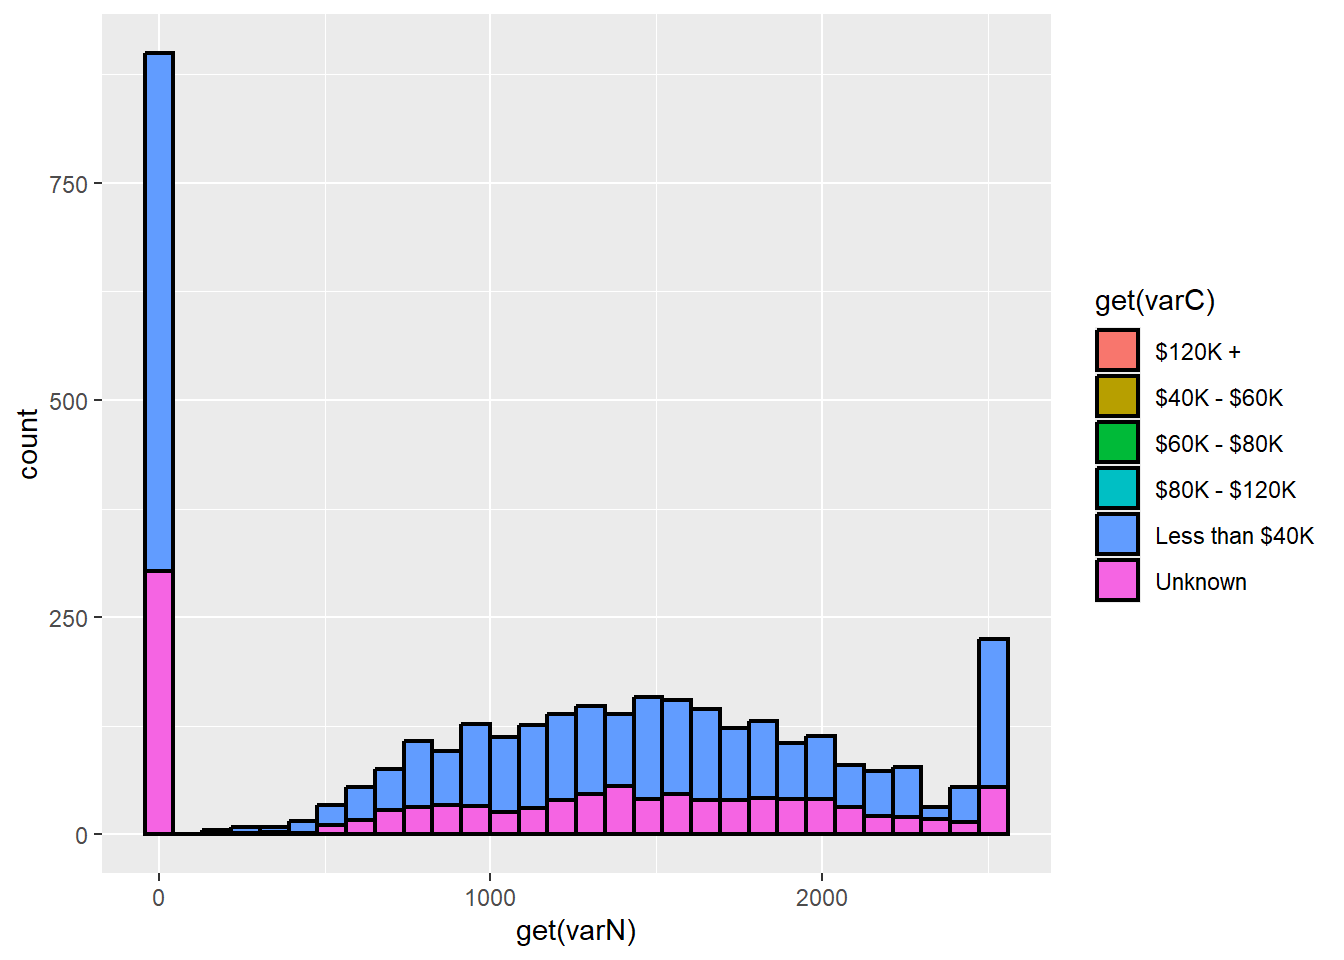 750
500
250
0
count
0
1000
2000
get(varN)
get(varC)
$120K +
$40K - $60K
$60K - $80K
$80K - $120K
Less than $40K
Unknown